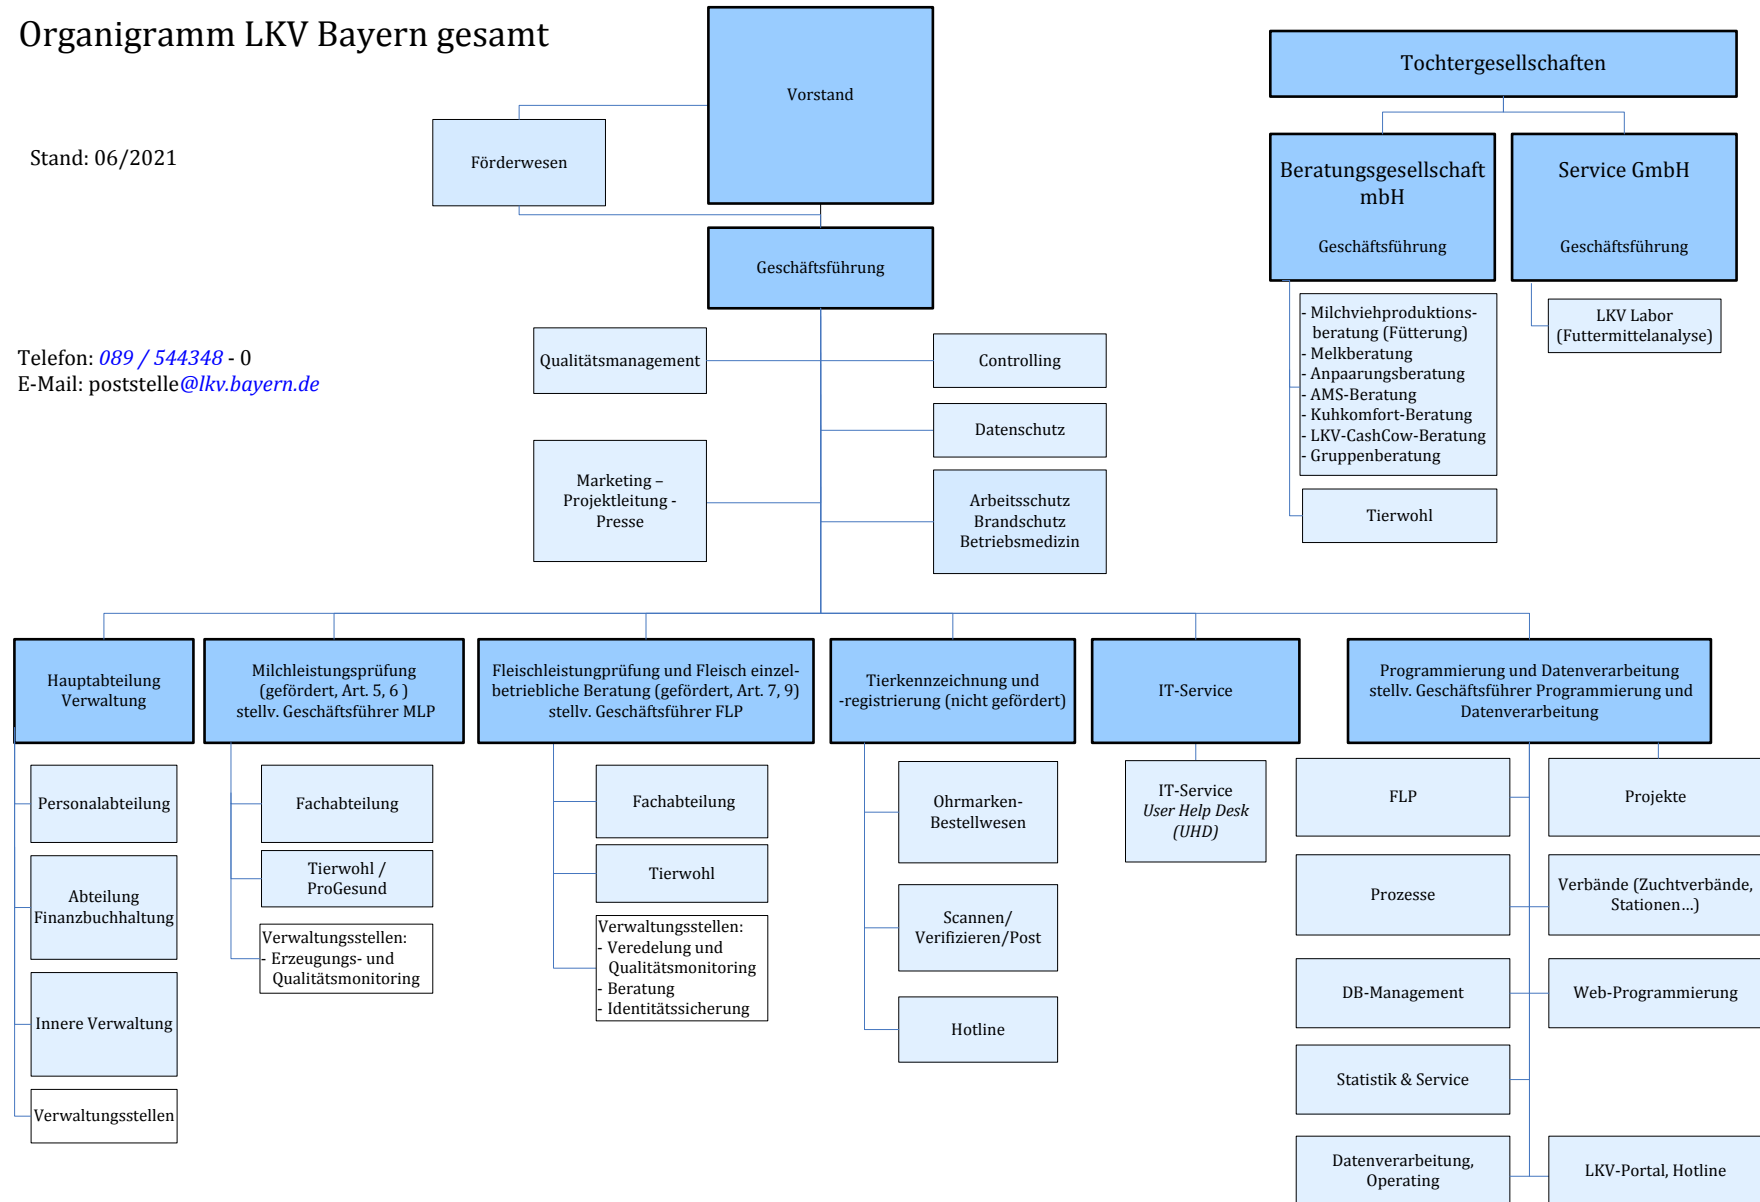 Organigramm LKV Bayern gesamt
Stand: 06/2021
Telefon: 089 / 544348 - 0
E-Mail: poststelle@lkv.bayern.de
Vorstand
Förderwesen
Geschäftsführung
Qualitätsmanagement
Controlling
Datenschutz
Marketing –
Projektleitung -
Presse
Arbeitsschutz
Brandschutz
Betriebsmedizin
Tochtergesellschaften
Beratungsgesellschaft
mbH
Geschäftsführung
Service GmbH
Geschäftsführung
- Milchviehproduktions-
beratung (Fütterung)
- Melkberatung
- Anpaarungsberatung
- AMS-Beratung
- Kuhkomfort-Beratung
- LKV-CashCow-Beratung
- Gruppenberatung
Tierwohl
LKV Labor
(Futtermittelanalyse)
Hauptabteilung
Verwaltung
Personalabteilung
Abteilung
Finanzbuchhaltung
Innere Verwaltung
Verwaltungsstellen
Milchleistungsprüfung
(gefördert, Art. 5, 6 )
stellv. Geschäftsführer MLP
Fachabteilung
Tierwohl /
ProGesund
Verwaltungsstellen:
- Erzeugungs- und
Qualitätsmonitoring
Fleischleistungprüfung und Fleisch einzel-
betriebliche Beratung (gefördert, Art. 7, 9)
stellv. Geschäftsführer FLP
Fachabteilung
Tierwohl
Verwaltungsstellen:
- Veredelung und
Qualitätsmonitoring
- Beratung
- Identitätssicherung
Tierkennzeichnung und
-registrierung (nicht gefördert)
Ohrmarken-
Bestellwesen
Scannen/
Verifizieren/Post
Hotline
IT-Service
IT-Service
User Help Desk
(UHD)
Programmierung und Datenverarbeitung
stellv. Geschäftsführer Programmierung und
Datenverarbeitung
FLP
Projekte
Prozesse
Verbände (Zuchtverbände,
Stationen…)
DB-Management
Web-Programmierung
Statistik & Service
Datenverarbeitung,
Operating
LKV-Portal, Hotline